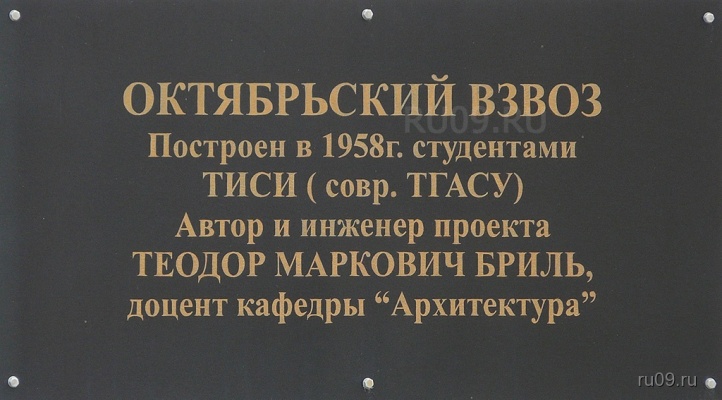 ОКТЯБРЬСКИЙ ВЗВОЗ
RU09.RU
Построен в 1958г. студентами
ТИСИ ( совр. ТГАСУ)
Автор и инженер проекта
ТЕОДОР МАРКОВИЧ БРИЛЬ,
доцент кафедры “Архитектура”
ru09.ru